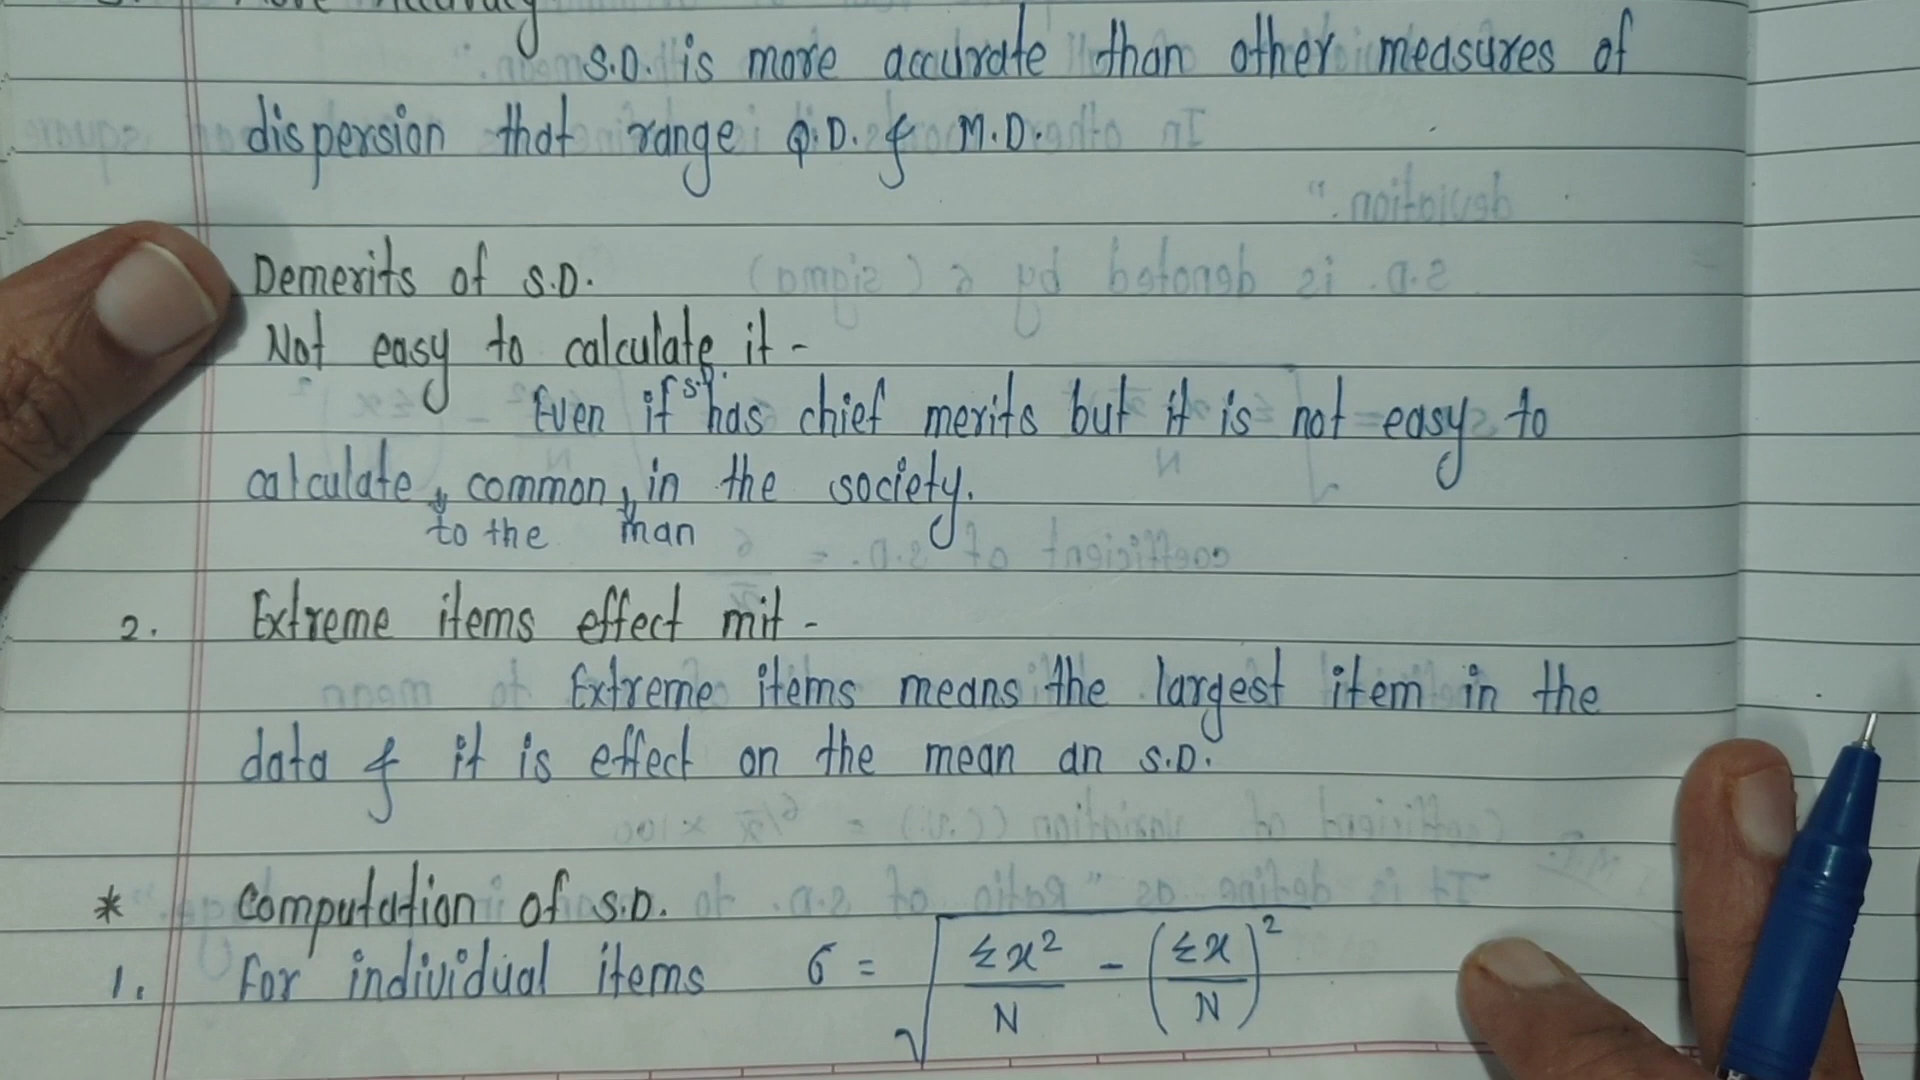 More Accuracy
S.D. is more accurate than other measures of
dispersion that range Q.D. & M.D.
Demerits of S.D.
Not easy to calculate it -
Even if S.D. has chief merits but it is not easy to
calculate, common, in the society.
to the man
2. Extreme items effect mit -
Extreme items means the largest item in the
data & it is effect on the mean an S.D.
* Computation of S.D.
1. For individual items σ = √(Σx²/N - (Σx/N)²)